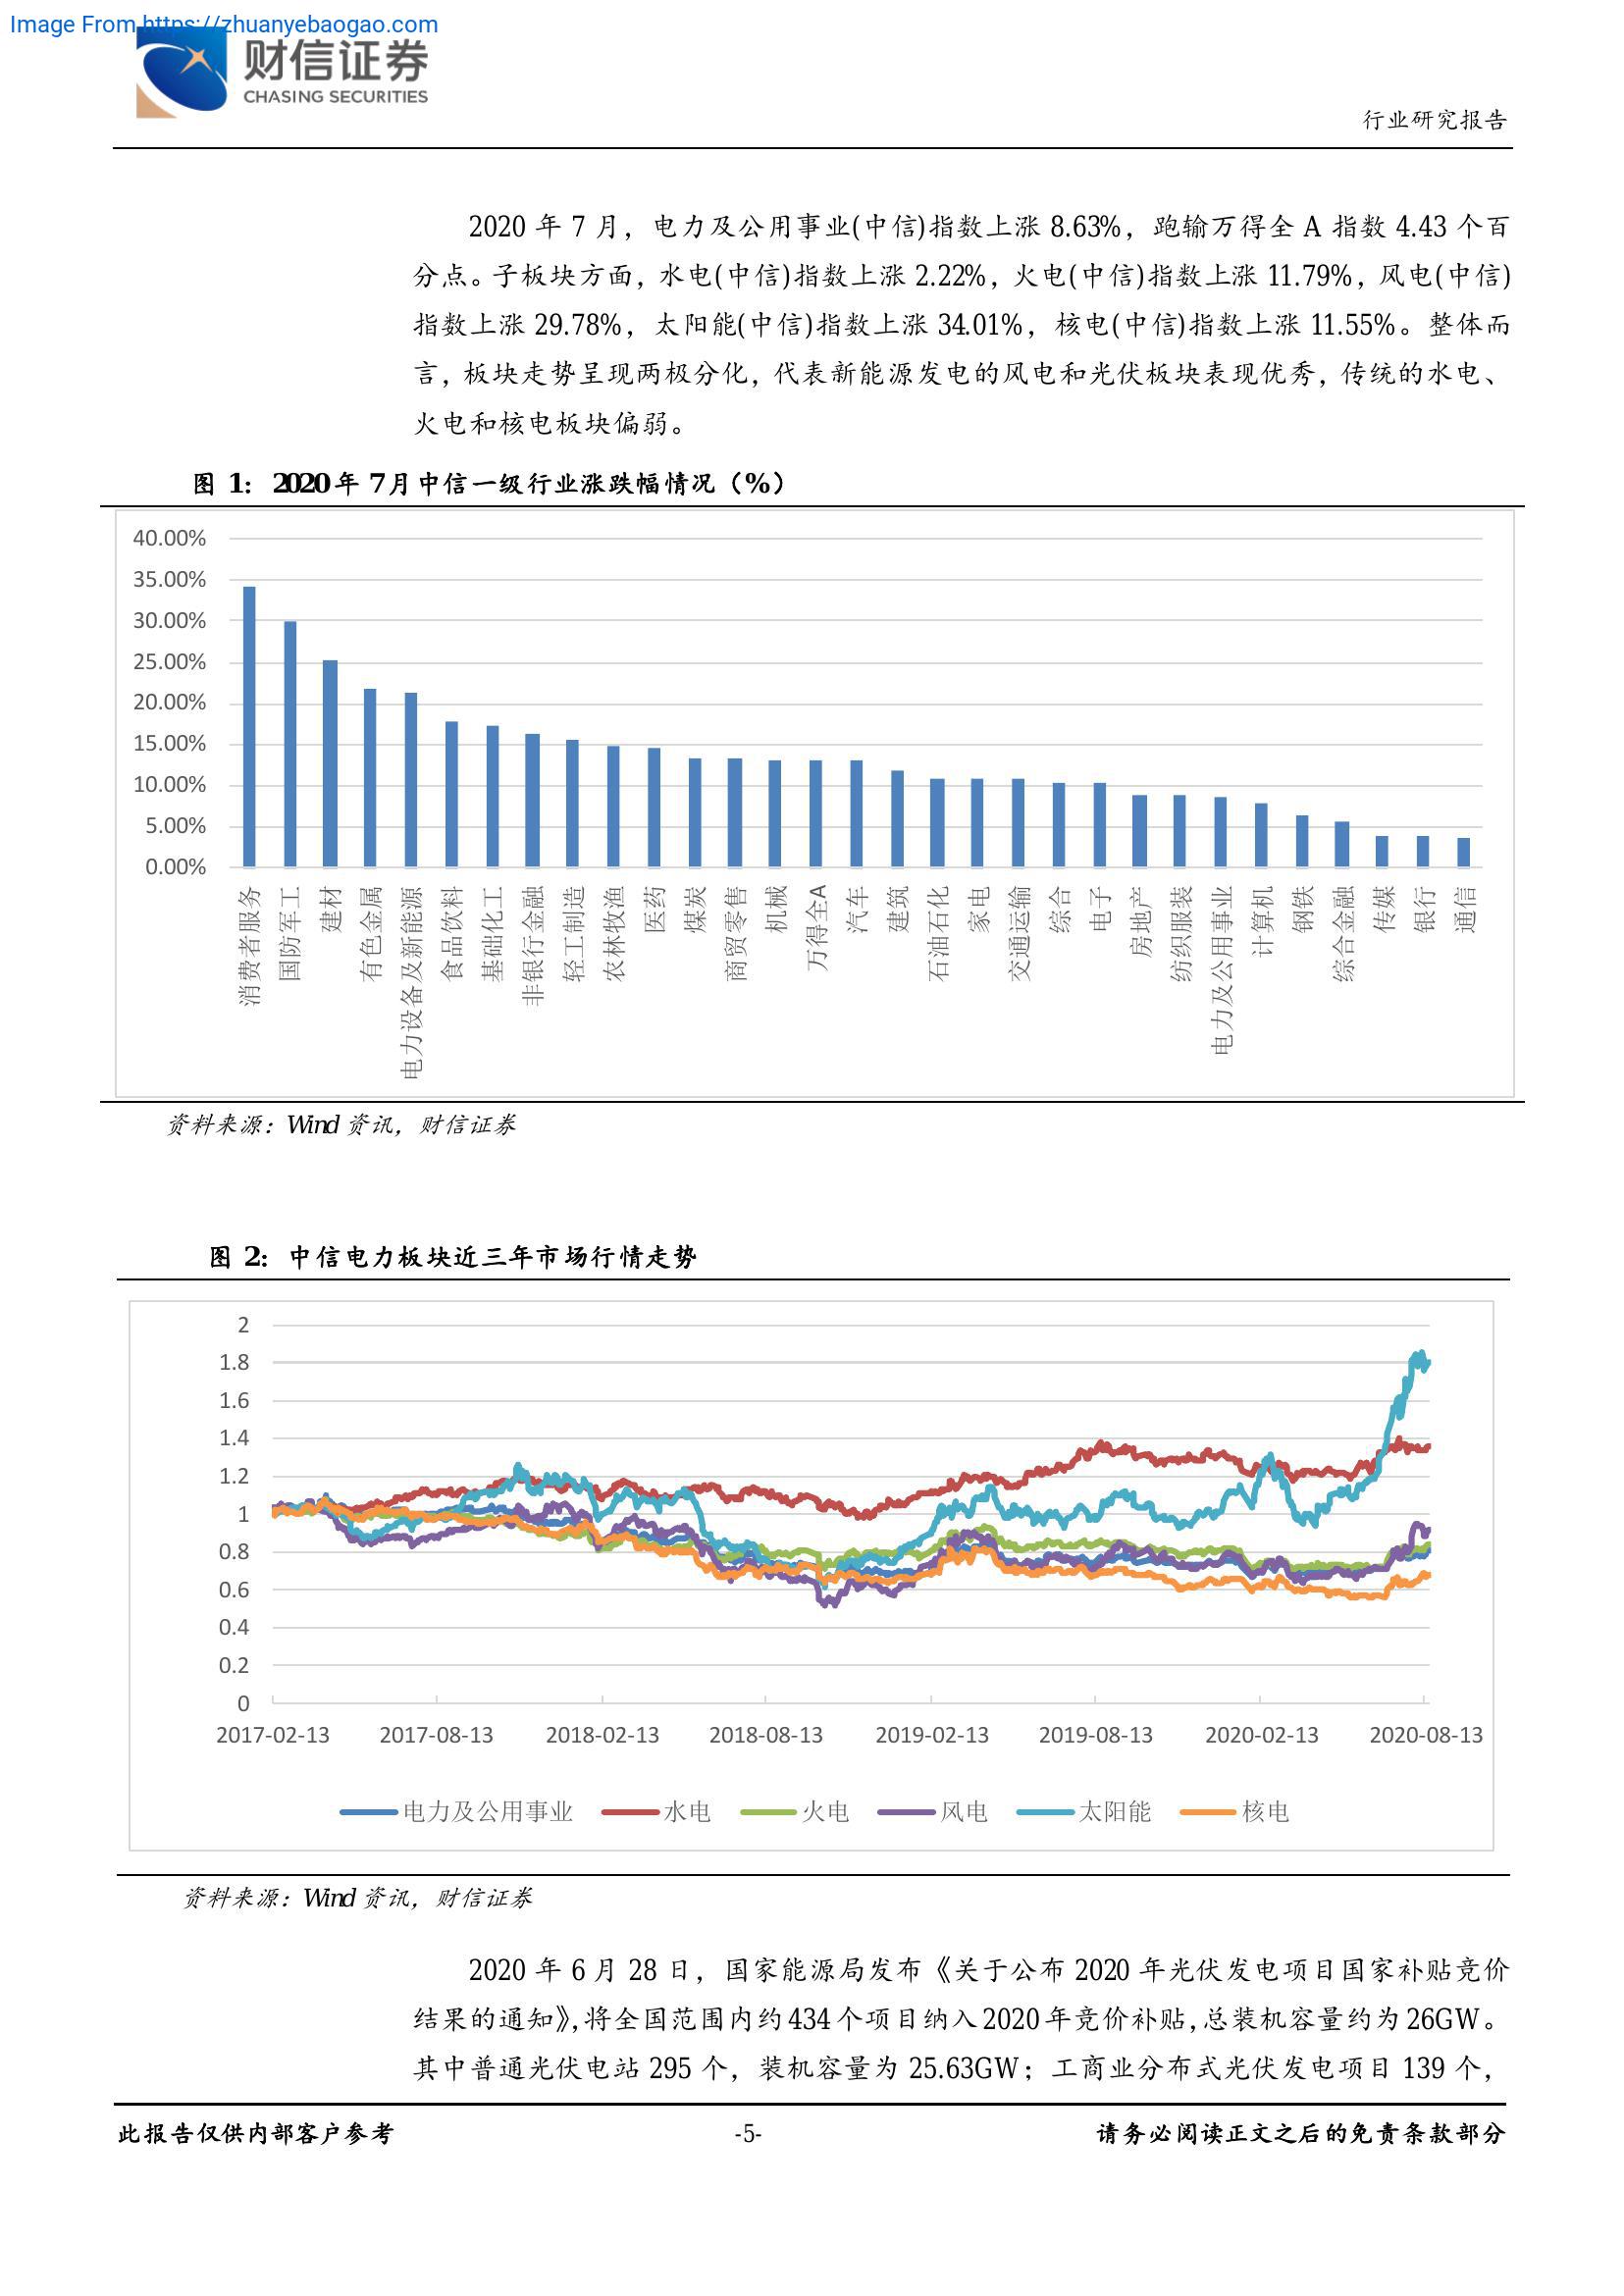 Image From https://zhuanyebaogao.com
财信证券
CHASING SECURITIES
行业研究报告
2020 年 7 月，电力及公用事业(中信)指数上涨 8.63%，跑输万得全 A 指数 4.43 个百
分点。子板块方面，水电(中信)指数上涨 2.22%，火电(中信)指数上涨 11.79%，风电(中信)
指数上涨 29.78%，太阳能(中信)指数上涨 34.01%，核电(中信)指数上涨 11.55%。整体而
言，板块走势呈现两极分化，代表新能源发电的风电和光伏板块表现优秀，传统的水电、
火电和核电板块偏弱。
图 1：2020 年 7 月中信一级行业涨跌幅情况（%）
40.00%
35.00%
30.00%
25.00%
20.00%
15.00%
10.00%
5.00%
0.00%
消费者服务
国防军工
建材
有色金属
电力设备及新能源
食品饮料
基础化工
非银行金融
轻工制造
农林牧渔
医药
煤炭
商贸零售
机械
万得全A
汽车
建筑
石油石化
家电
交通运输
综合
电子
房地产
纺织服装
电力及公用事业
计算机
钢铁
综合金融
传媒
银行
通信
资料来源：Wind 资讯，财信证券
图 2：中信电力板块近三年市场行情走势
2
1.8
1.6
1.4
1.2
1
0.8
0.6
0.4
0.2
0
2017-02-13 2017-08-13 2018-02-13 2018-08-13 2019-02-13 2019-08-13 2020-02-13 2020-08-13
电力及公用事业 水电 火电 风电 太阳能 核电
资料来源：Wind 资讯，财信证券
2020 年 6 月 28 日，国家能源局发布《关于公布 2020 年光伏发电项目国家补贴竞价
结果的通知》，将全国范围内约 434 个项目纳入 2020 年竞价补贴，总装机容量约为 26GW。
其中普通光伏电站 295 个，装机容量为 25.63GW；工商业分布式光伏发电项目 139 个，
此报告仅供内部客户参考 -5- 请务必阅读正文之后的免责条款部分